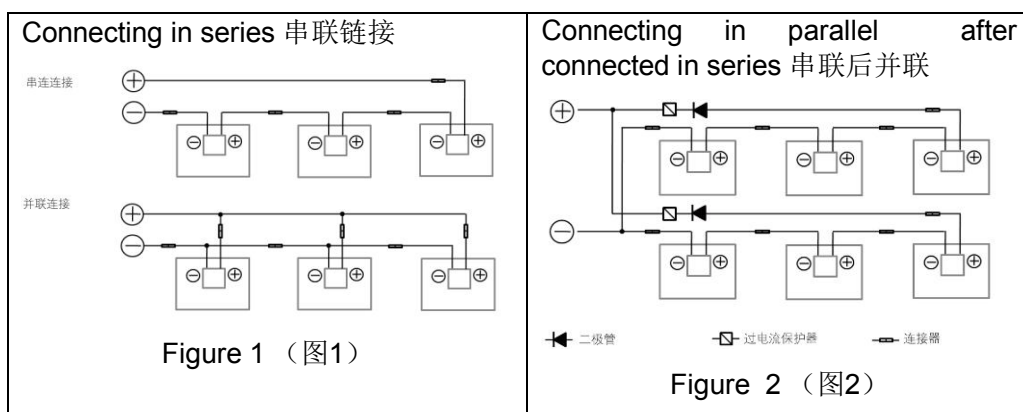 Connecting in series 串联链接
串连连接
⊕
⊖
⊖ ⊕ ⊖ ⊕ ⊖ ⊕
并联连接
⊕
⊖
⊖ ⊕ ⊖ ⊕ ⊖ ⊕
Figure 1 （图1）
Connecting in parallel after
connected in series 串联后并联
⊕
⊖ ⊕ ⊖ ⊕ ⊖ ⊕
⊖
⊖ ⊕ ⊖ ⊕ ⊖ ⊕
二极管 过电流保护器 连接器
Figure 2 （图2）